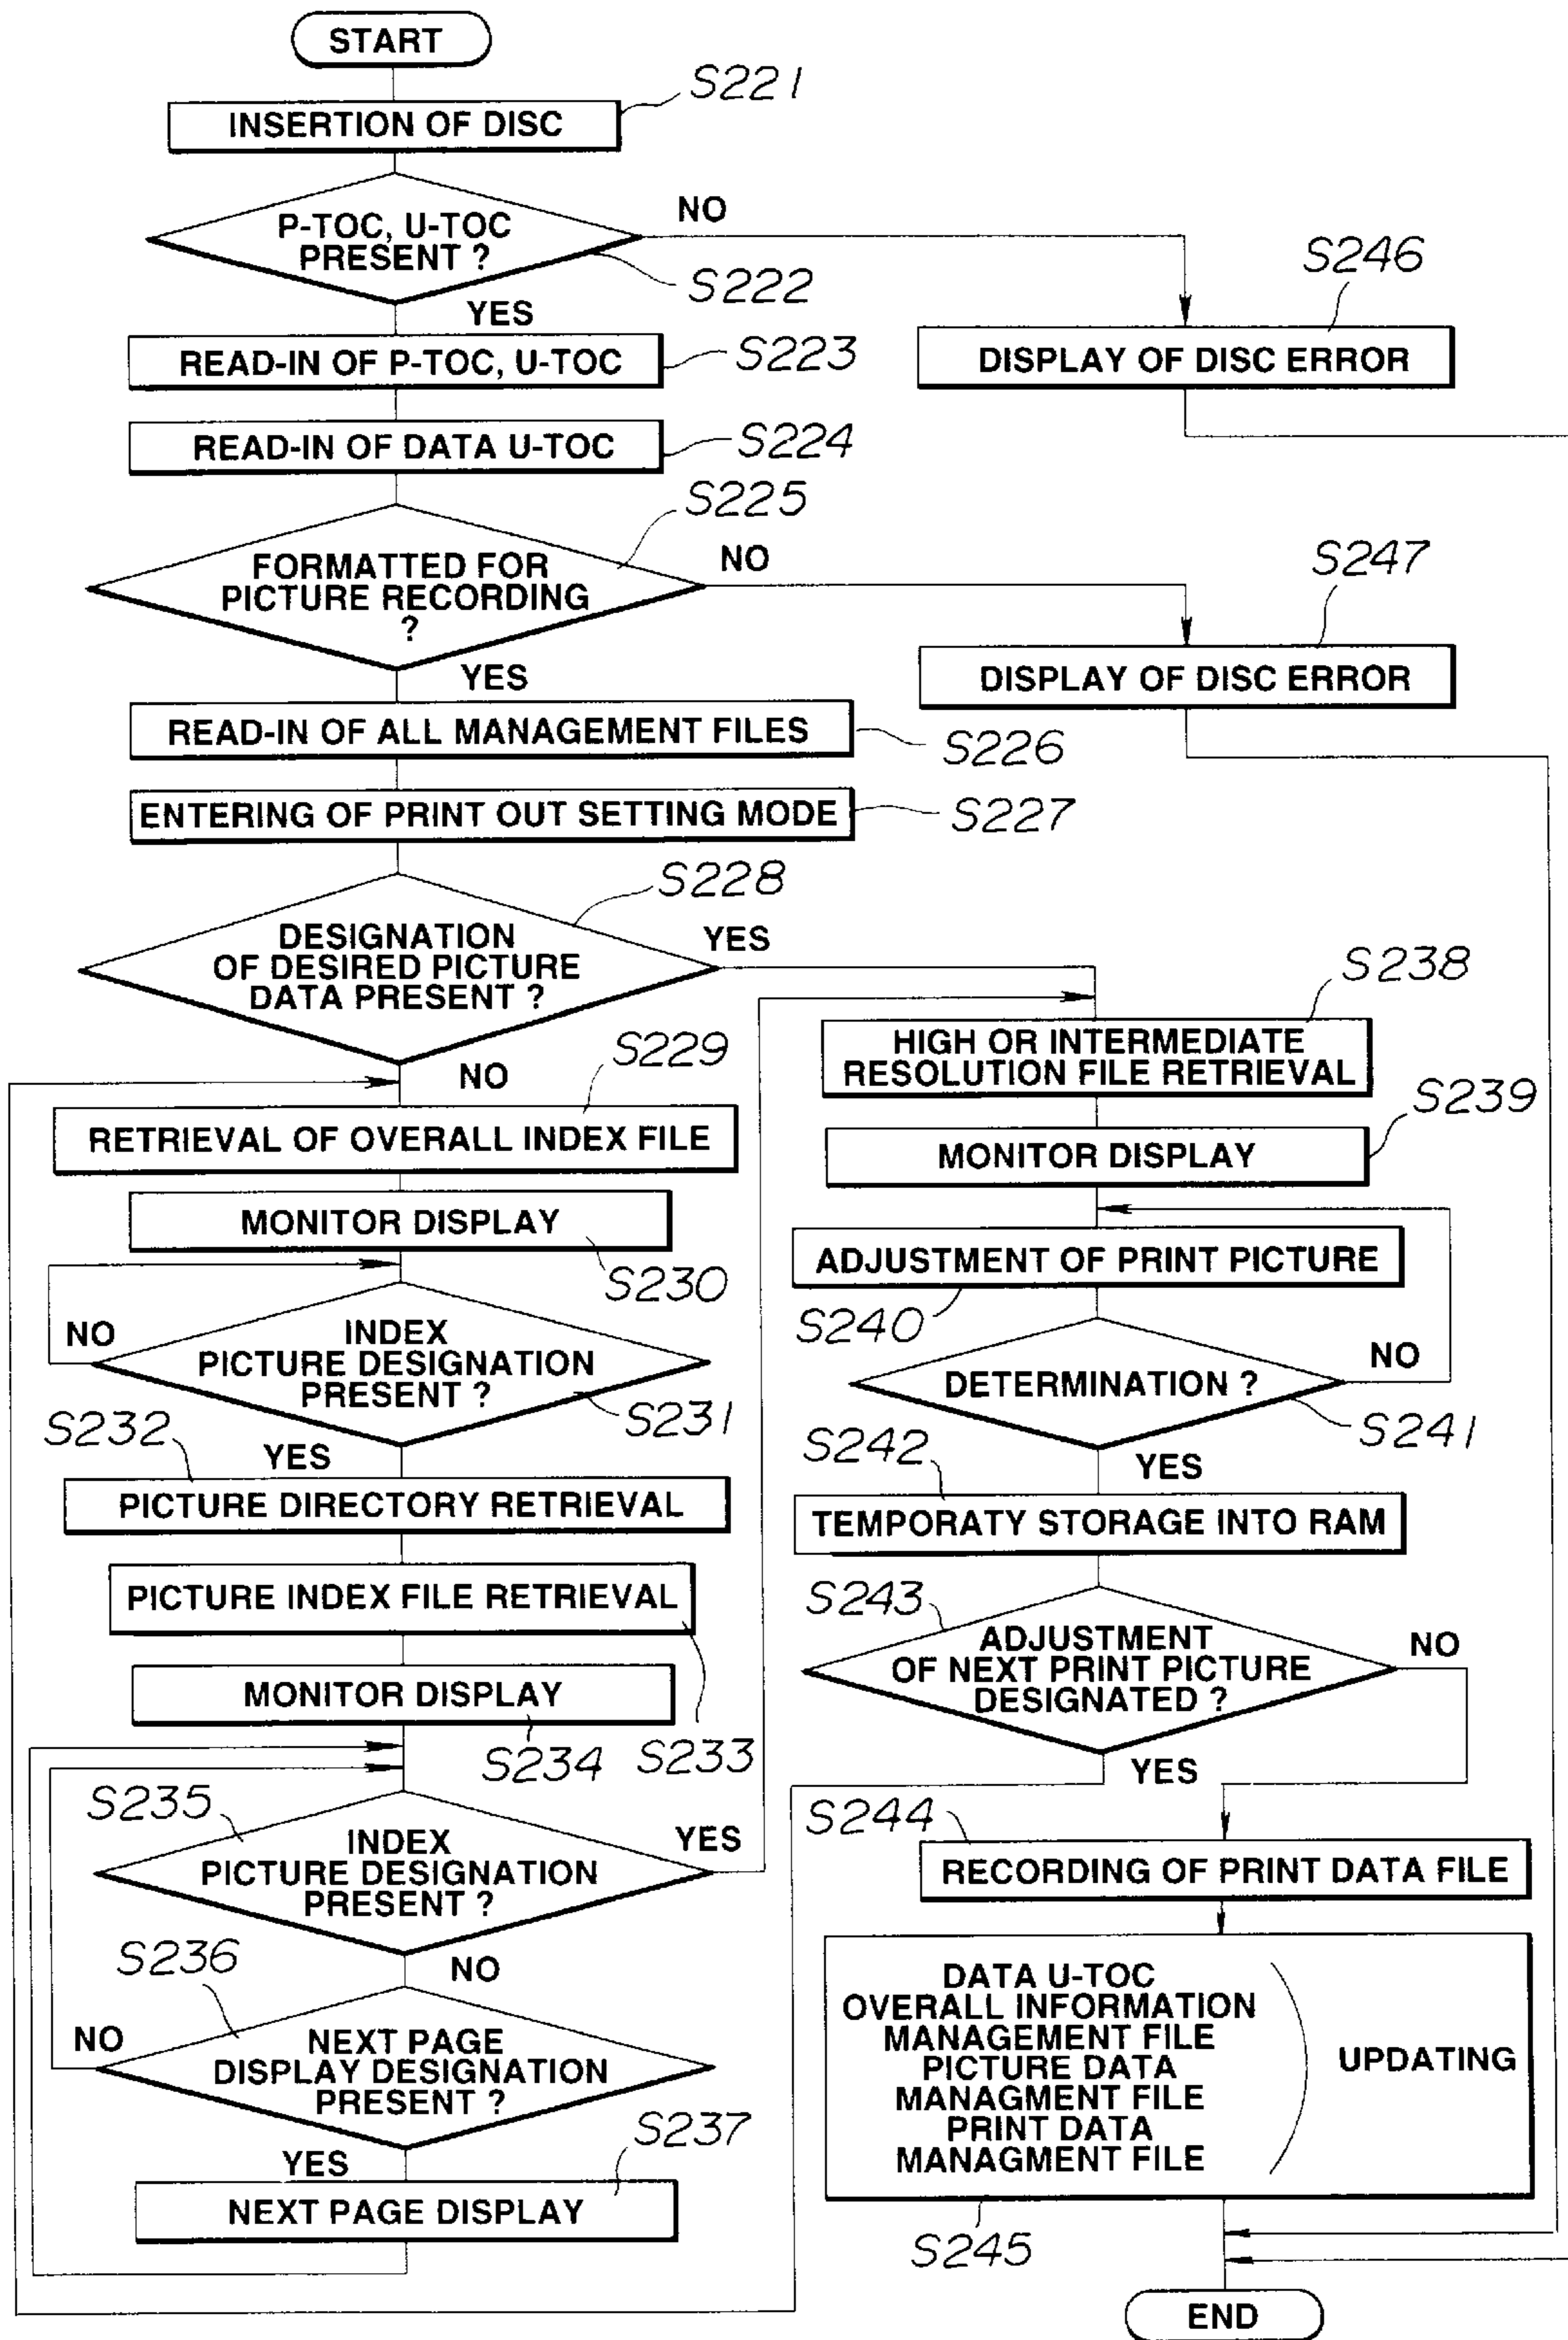 START
S221
INSERTION OF DISC
P-TOC, U-TOC
PRESENT ?
NO
S222
YES
S246
READ-IN OF P-TOC, U-TOC
S223
DISPLAY OF DISC ERROR
READ-IN OF DATA U-TOC
S224
S225
FORMATTED FOR
PICTURE RECORDING
?
NO
S247
YES
DISPLAY OF DISC ERROR
READ-IN OF ALL MANAGEMENT FILES
S226
ENTERING OF PRINT OUT SETTING MODE
S227
S228
DESIGNATION
OF DESIRED PICTURE
DATA PRESENT ?
YES
NO
S229
RETRIEVAL OF OVERALL INDEX FILE
MONITOR DISPLAY
S230
INDEX
PICTURE DESIGNATION
PRESENT ?
NO
S231
S232
YES
PICTURE DIRECTORY RETRIEVAL
PICTURE INDEX FILE RETRIEVAL
S233
MONITOR DISPLAY
S234
S235
INDEX
PICTURE DESIGNATION
PRESENT ?
YES
NO
S236
NEXT PAGE
DISPLAY DESIGNATION
PRESENT ?
NO
YES
S237
NEXT PAGE DISPLAY
S238
HIGH OR INTERMEDIATE
RESOLUTION FILE RETRIEVAL
S239
MONITOR DISPLAY
ADJUSTMENT OF PRINT PICTURE
S240
DETERMINATION ?
NO
S241
S242
YES
TEMPORATY STORAGE INTO RAM
S243
ADJUSTMENT
OF NEXT PRINT PICTURE
DESIGNATED ?
NO
YES
S244
RECORDING OF PRINT DATA FILE
DATA U-TOC
OVERALL INFORMATION
MANAGEMENT FILE
PICTURE DATA
MANAGMENT FILE
PRINT DATA
MANAGMENT FILE
UPDATING
S245
END